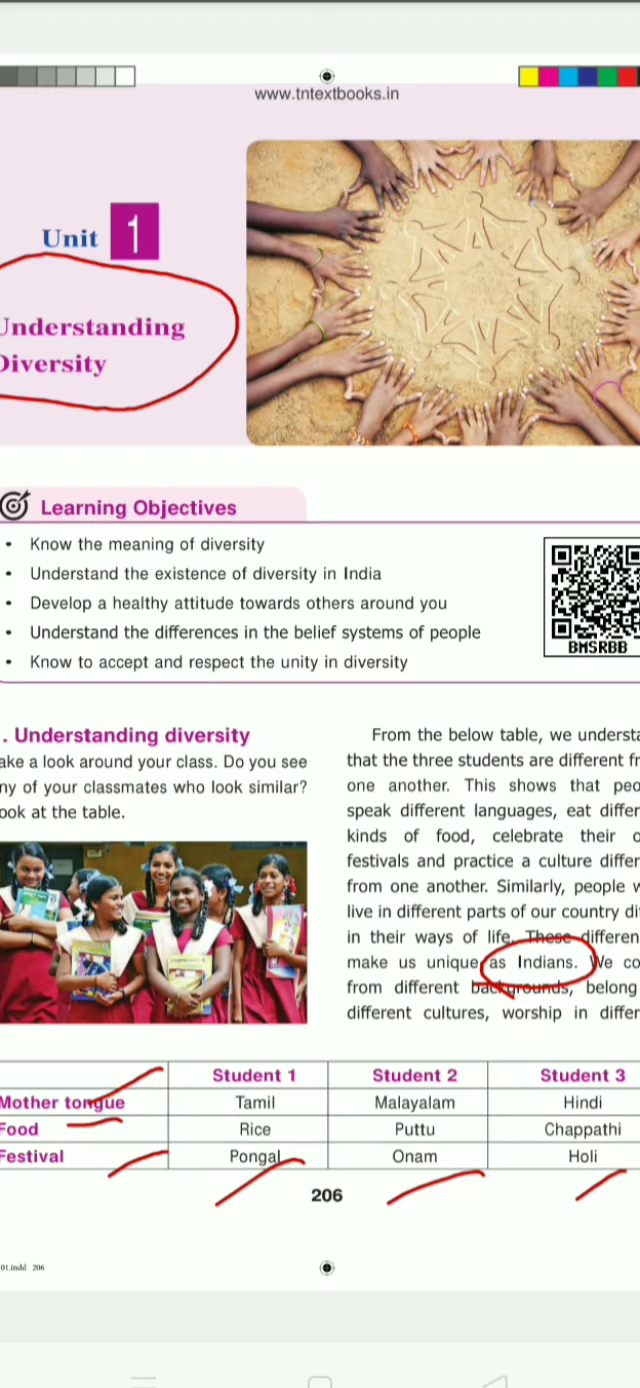 www.tntextbooks.in
Unit 1
Understanding
Diversity
Learning Objectives
• Know the meaning of diversity
• Understand the existence of diversity in India
• Develop a healthy attitude towards others around you
• Understand the differences in the belief systems of people
• Know to accept and respect the unity in diversity
BMSRBB
. Understanding diversity
ake a look around your class. Do you see
ny of your classmates who look similar?
ook at the table.
From the below table, we understa
that the three students are different fr
one another. This shows that peo
speak different languages, eat differ
kinds of food, celebrate their o
festivals and practice a culture differ
from one another. Similarly, people w
live in different parts of our country di
in their ways of life. These differen
make us unique as Indians. We co
from different backgrounds, belong
different cultures, worship in differ
Student 1 Student 2 Student 3
Mother tongue Tamil Malayalam Hindi
Food Rice Puttu Chappathi
Festival Pongal Onam Holi
206
01.indd 206